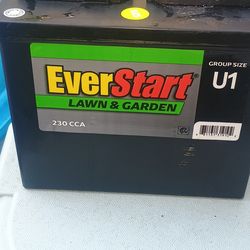 GROUP SIZE
U1
EverStart
LAWN & GARDEN
230 CCA